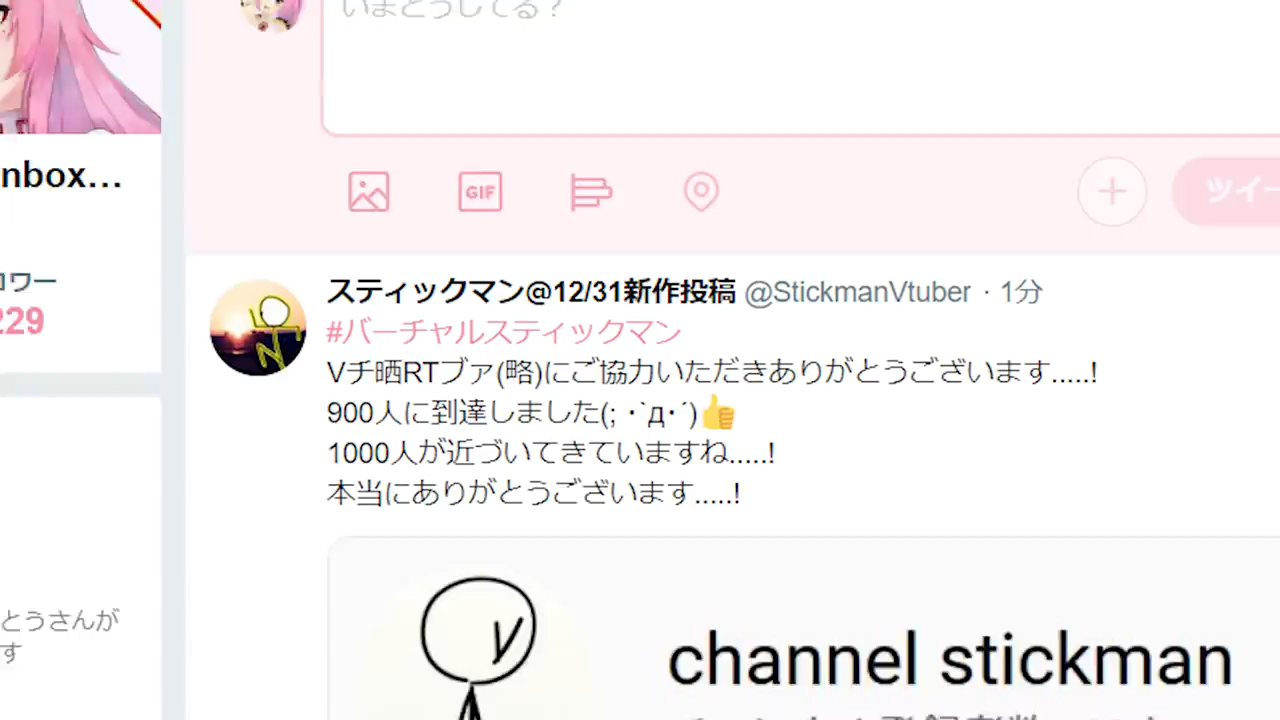 いまどうしてる？
nbox...
GIF
ツイー
ロワー
229
スティックマン@12/31新作投稿 @StickmanVtuber · 1分
#バーチャルスティックマン
Vチ晒RTブァ(略)にご協力いただきありがとうございます.....!
900人に到達しました(; ･`д･´)👍
1000人が近づいてきていますね.....!
本当にありがとうございます.....!
とうさんが
す
V
channel stickman